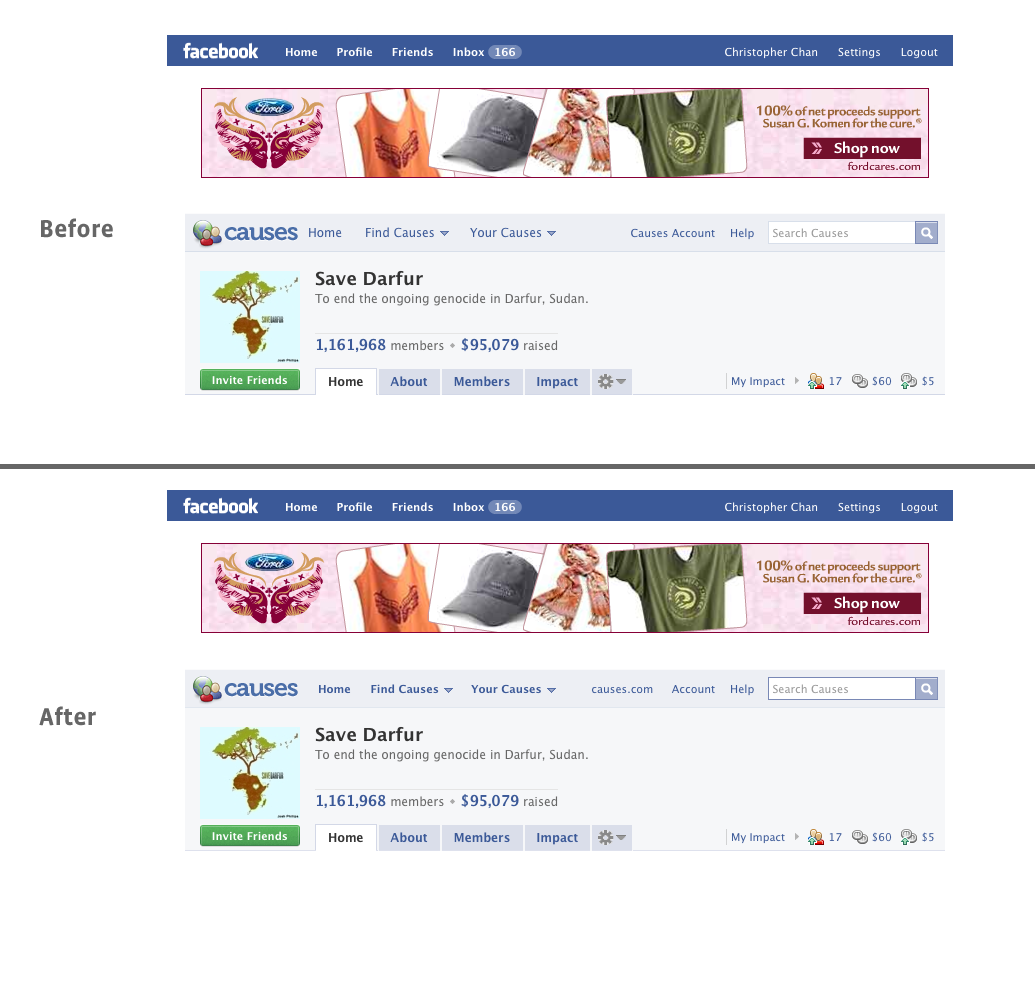 facebook Home Profile Friends Inbox 166 Christopher Chan Settings Logout
Ford
100% of net proceeds support
Susan G. Komen for the cure.®
Shop now
fordcares.com
Before
causes Home Find Causes Your Causes Causes Account Help Search Causes
Save Darfur
To end the ongoing genocide in Darfur, Sudan.
SAVEDARFUR
1,161,968 members • $95,079 raised
Invite Friends Home About Members Impact My Impact 17 $60 $5
facebook Home Profile Friends Inbox 166 Christopher Chan Settings Logout
Ford
100% of net proceeds support
Susan G. Komen for the cure.®
Shop now
fordcares.com
After
causes Home Find Causes Your Causes causes.com Account Help Search Causes
Save Darfur
To end the ongoing genocide in Darfur, Sudan.
SAVEDARFUR
1,161,968 members • $95,079 raised
Invite Friends Home About Members Impact My Impact 17 $60 $5